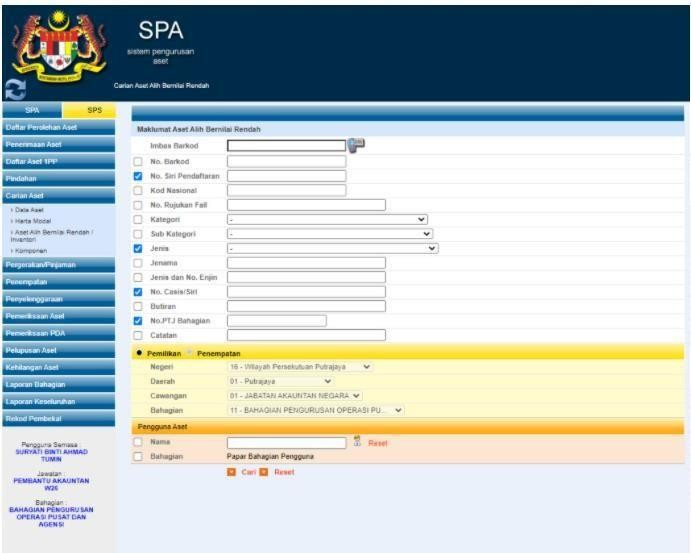 SPA
sistem pengurusan
aset
Carian Aset Alih Bernilai Rendah
SPA
SPS
Daftar Perolehan Aset
Penerimaan Aset
Daftar Aset 1PP
Pindahan
Carian Aset
Data Aset
Harta Modal
Aset Alih Bernilai Rendah /
Inventori
Komponen
Pergerakan/Pinjaman
Penempatan
Penyelenggaraan
Pemeriksaan Aset
Pemeriksaan PDA
Pelupusan Aset
Kehilangan Aset
Laporan Bahagian
Laporan Keseluruhan
Rekod Pembekal
Pengguna Semasa :
SURYATI BINTI AHMAD
TUMIN
Jawatan :
PEMBANTU AKAUNTAN
W26
Bahagian :
BAHAGIAN PENGURUSAN
OPERASI PUSAT DAN
AGENSI
Maklumat Aset Alih Bernilai Rendah
Imbas Barkod
No. Barkod
No. Siri Pendaftaran
Kod Nasional
No. Rujukan Fail
Kategori -
Sub Kategori -
Jenis -
Jenama
Jenis dan No. Enjin
No. Casis/Siri
Butiran
No.PTJ Bahagian
Catatan
Pemilikan Penempatan
Negeri 16 - Wilayah Persekutuan Putrajaya
Daerah 01 - Putrajaya
Cawangan 01 - JABATAN AKAUNTAN NEGARA
Bahagian 11 - BAHAGIAN PENGURUSAN OPERASI PU...
Pengguna Aset
Nama Reset
Bahagian Papar Bahagian Pengguna
Cari Reset